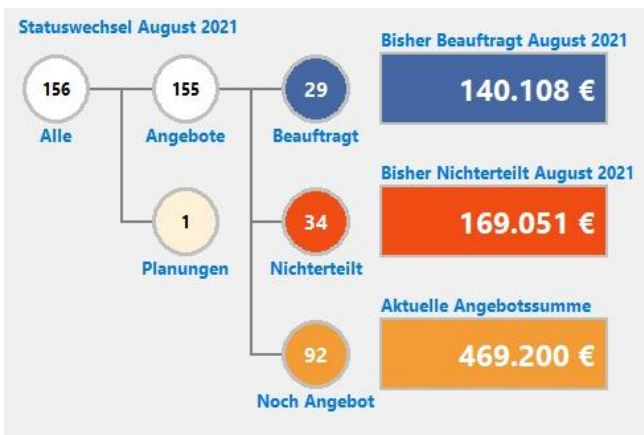 Statuswechsel August 2021
156
Alle
155
Angebote
29
Beauftragt
1
Planungen
34
Nichterteilt
92
Noch Angebot
Bisher Beauftragt August 2021
140.108 €
Bisher Nichterteilt August 2021
169.051 €
Aktuelle Angebotssumme
469.200 €